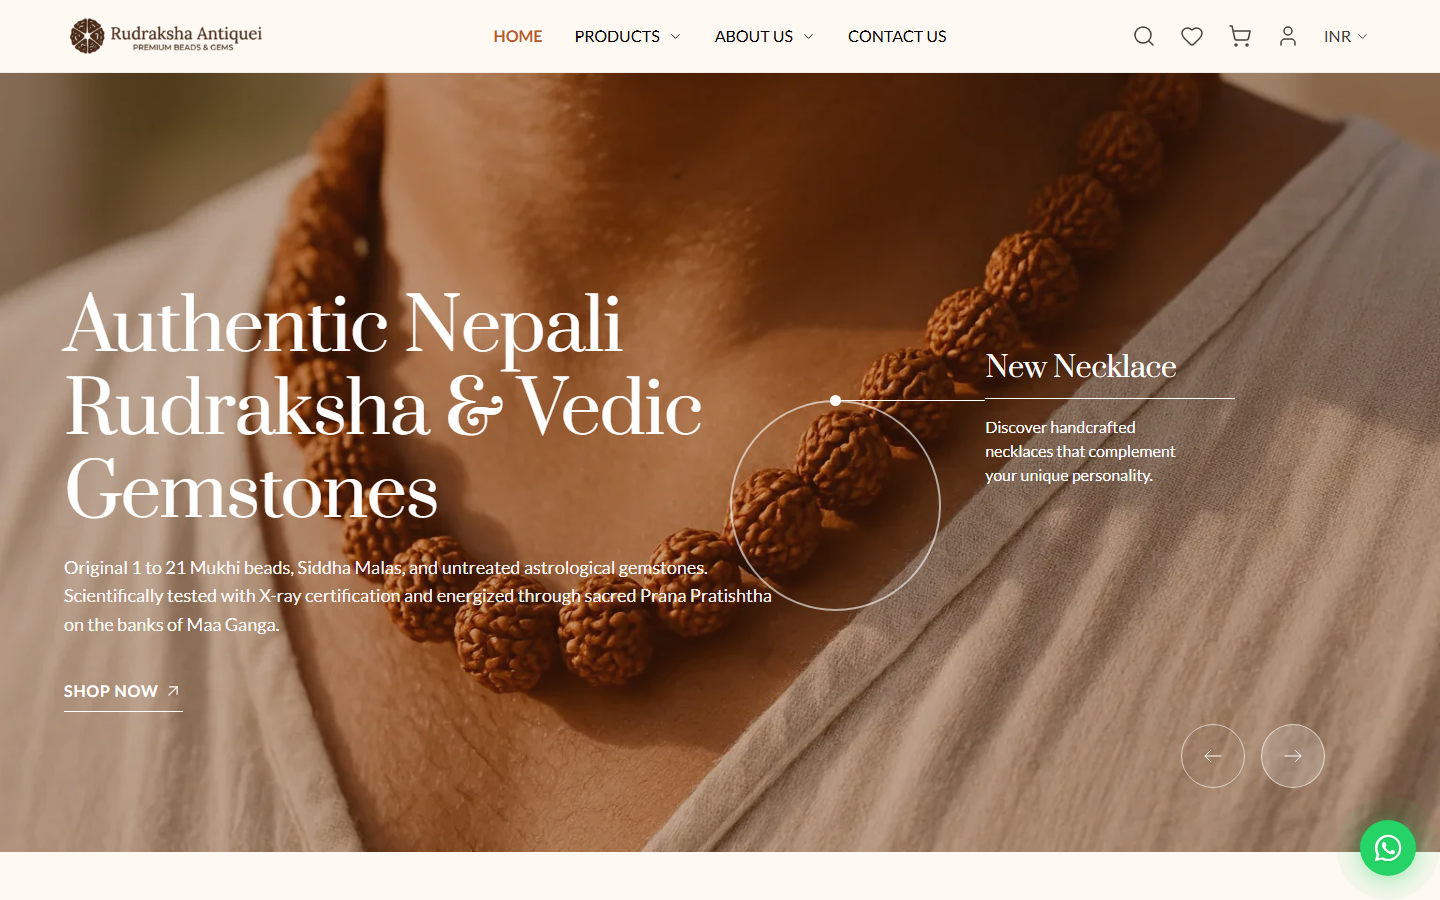 Rudraksha Antiquei
PREMIUM BEADS & GEMS
HOME
PRODUCTS
ABOUT US
CONTACT US
INR
Authentic Nepali
Rudraksha & Vedic
Gemstones
Original 1 to 21 Mukhi beads, Siddha Malas, and untreated astrological gemstones.
Scientifically tested with X-ray certification and energized through sacred Prana Pratishtha
on the banks of Maa Ganga.
SHOP NOW
New Necklace
Discover handcrafted
necklaces that complement
your unique personality.